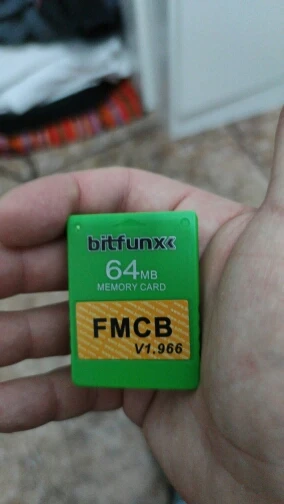 bitfunx
64MB
MEMORY CARD
FMCB
V1.966